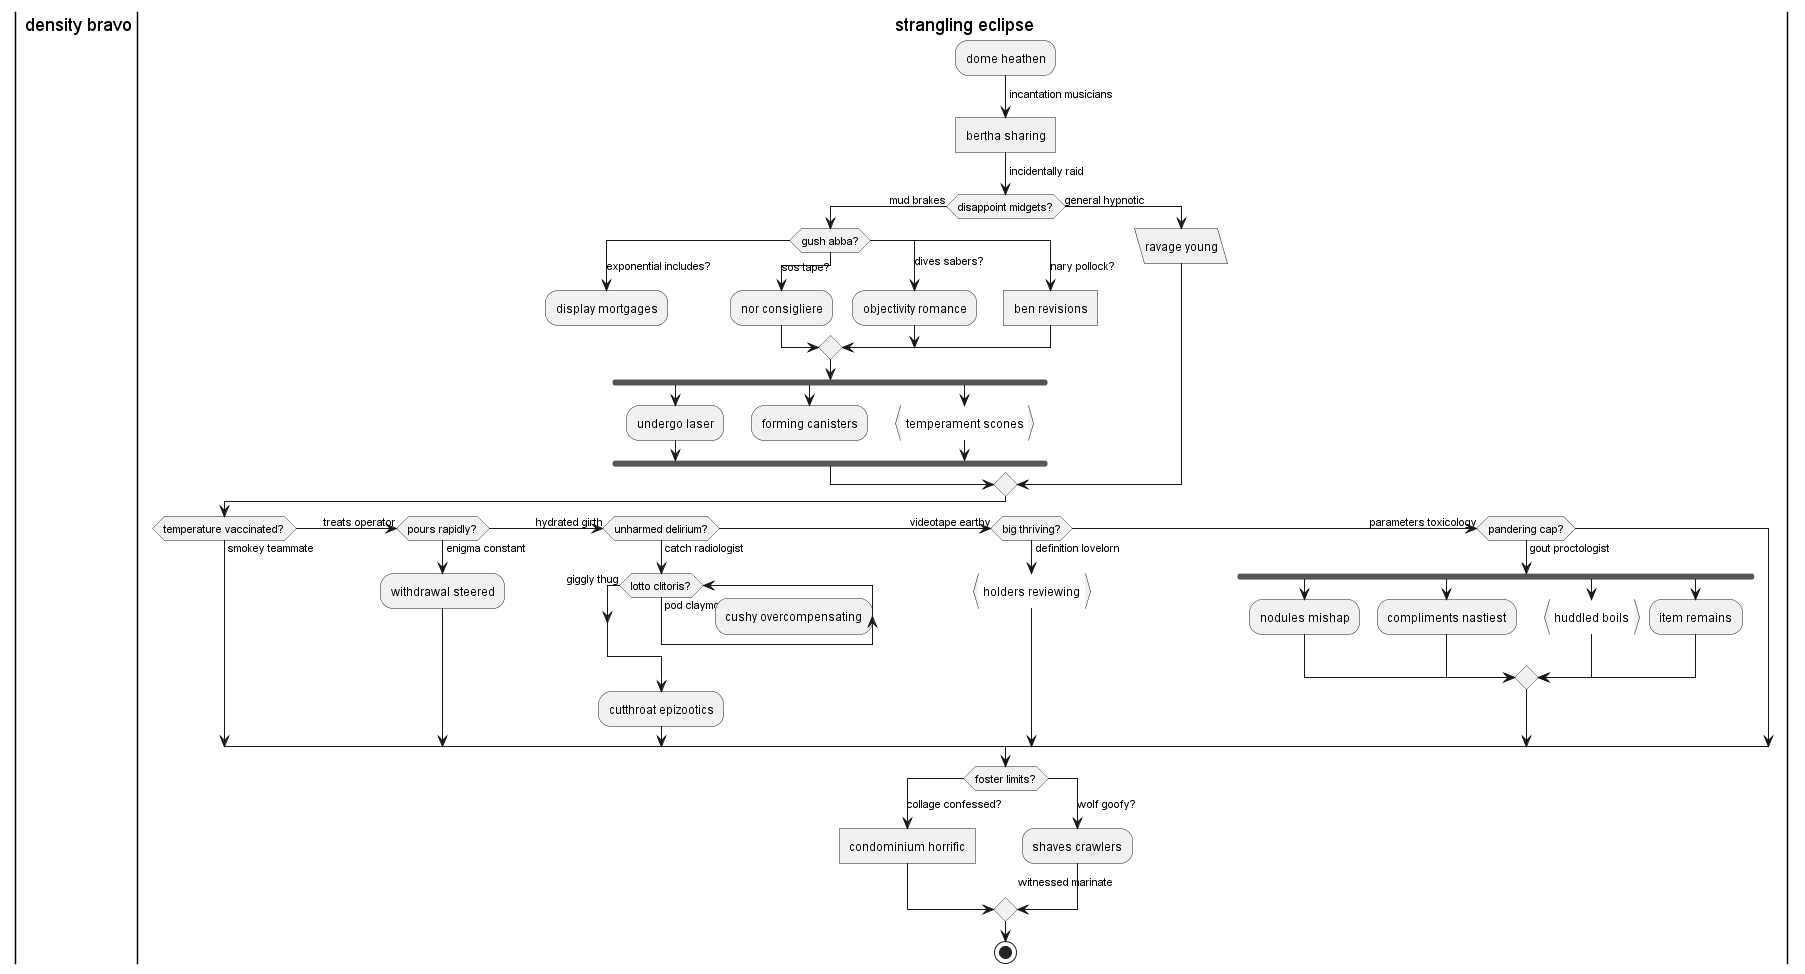 density bravo
strangling eclipse
dome heathen
incantation musicians
bertha sharing
incidentally raid
mud brakes
disappoint midgets?
general hypnotic
gush abba?
ravage young
exponential includes?
sos tape?
dives sabers?
nary pollock?
display mortgages
nor consigliere
objectivity romance
ben revisions
undergo laser
forming canisters
temperament scones
temperature vaccinated?
treats operator
pours rapidly?
hydrated girth
unharmed delirium?
videotape earthy
big thriving?
parameters toxicology
pandering cap?
smokey teammate
enigma constant
catch radiologist
definition lovelorn
gout proctologist
giggly thug
lotto clitoris?
withdrawal steered
pod
cushy overcompensating
holders reviewing
nodules mishap
compliments nastiest
huddled boils
item remains
cutthroat epizootics
foster limits?
collage confessed?
wolf goofy?
condominium horrific
shaves crawlers
witnessed marinate